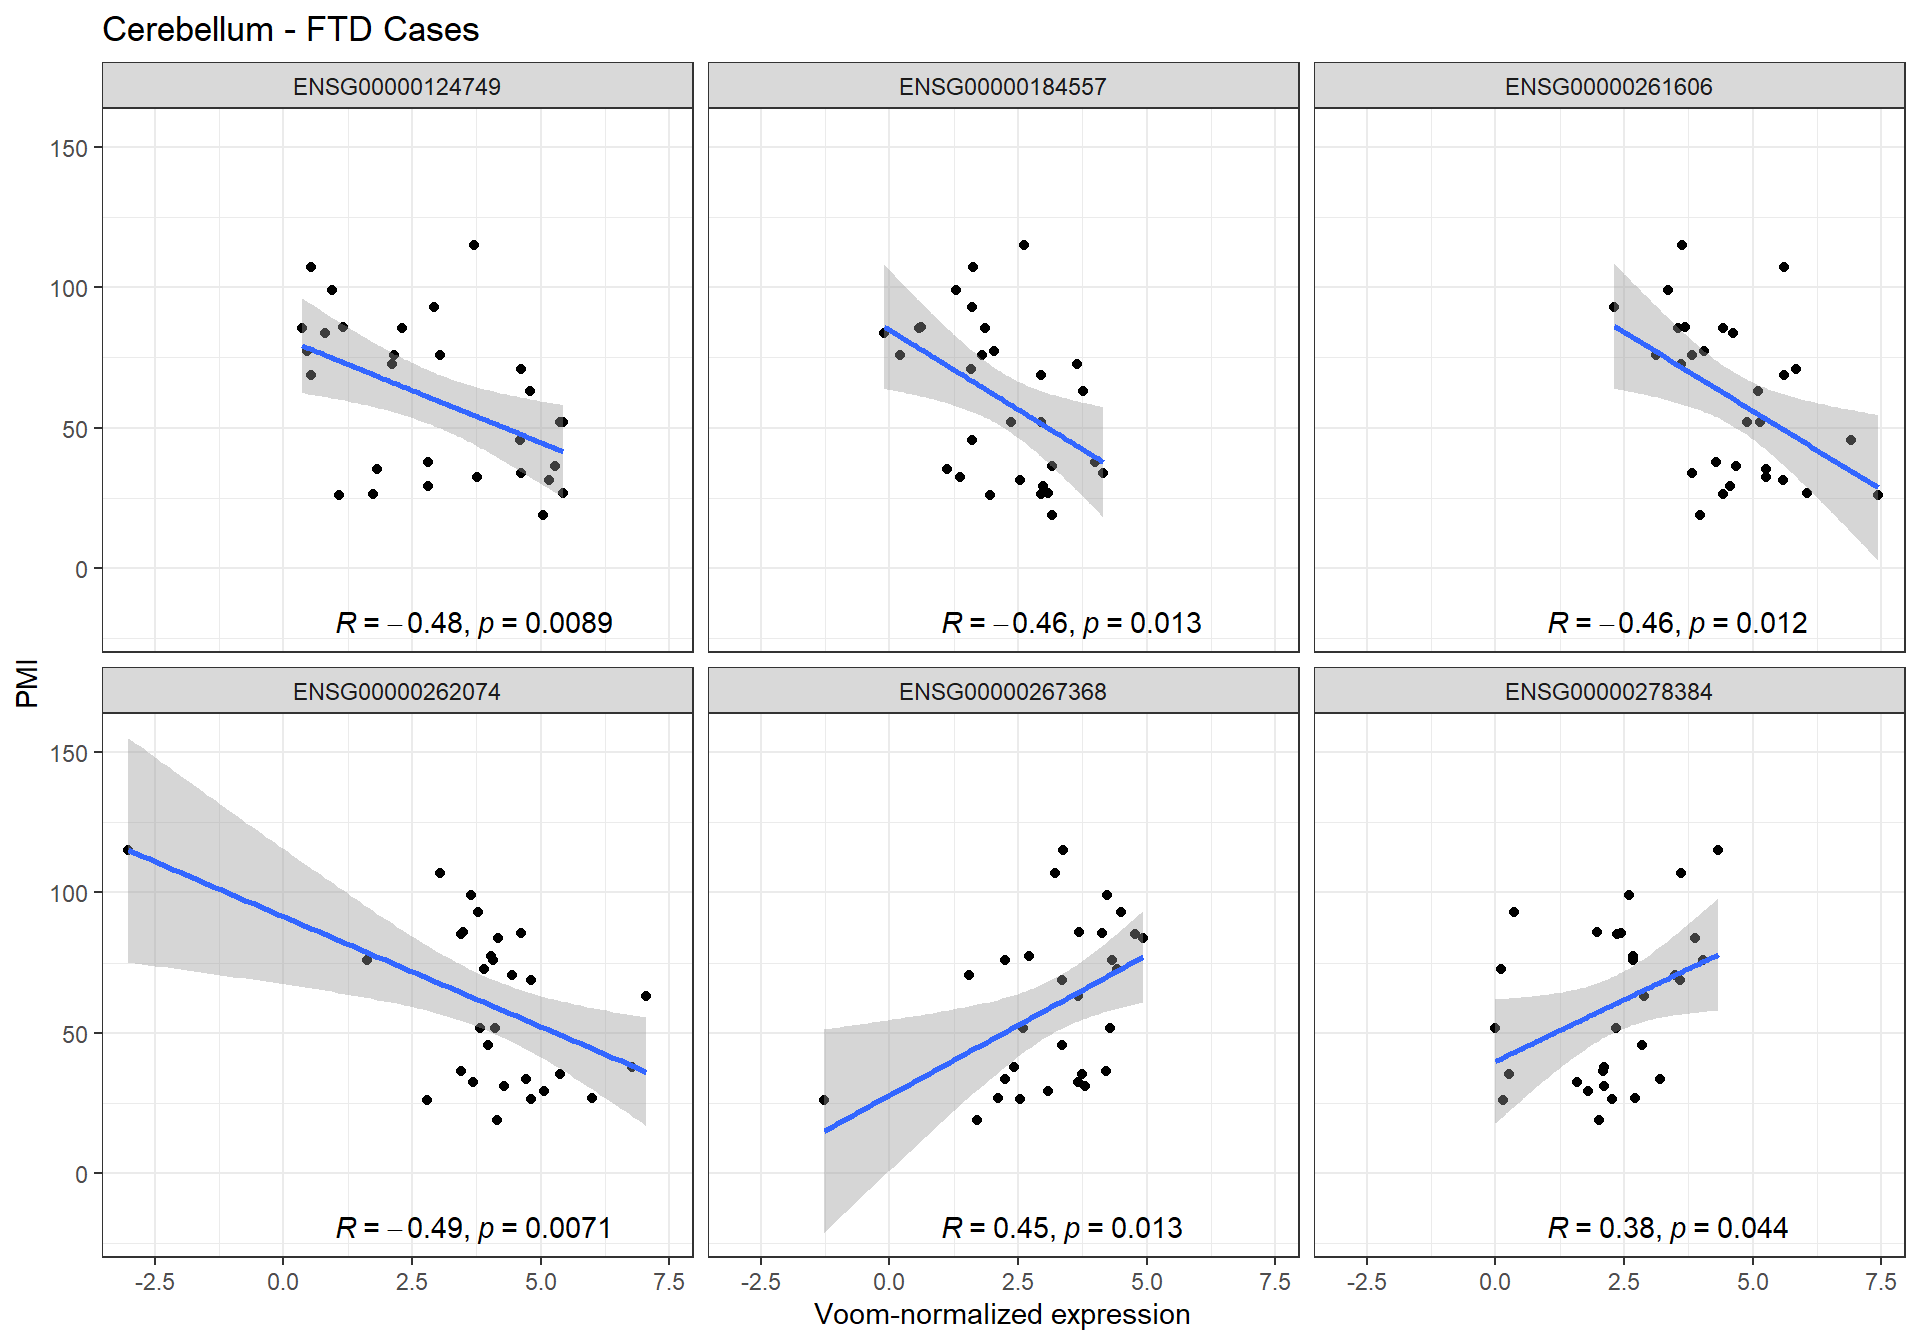 Cerebellum - FTD Cases
ENSG00000124749 ENSG00000184557 ENSG00000261606
150
100
50
0
R = −0.48, p = 0.0089 R = −0.46, p = 0.013 R = −0.46, p = 0.012
PMI
ENSG00000262074 ENSG00000267368 ENSG00000278384
150
100
50
0
R = −0.49, p = 0.0071 R = 0.45, p = 0.013 R = 0.38, p = 0.044
-2.5 0.0 2.5 5.0 7.5 -2.5 0.0 2.5 5.0 7.5 -2.5 0.0 2.5 5.0 7.5
Voom-normalized expression